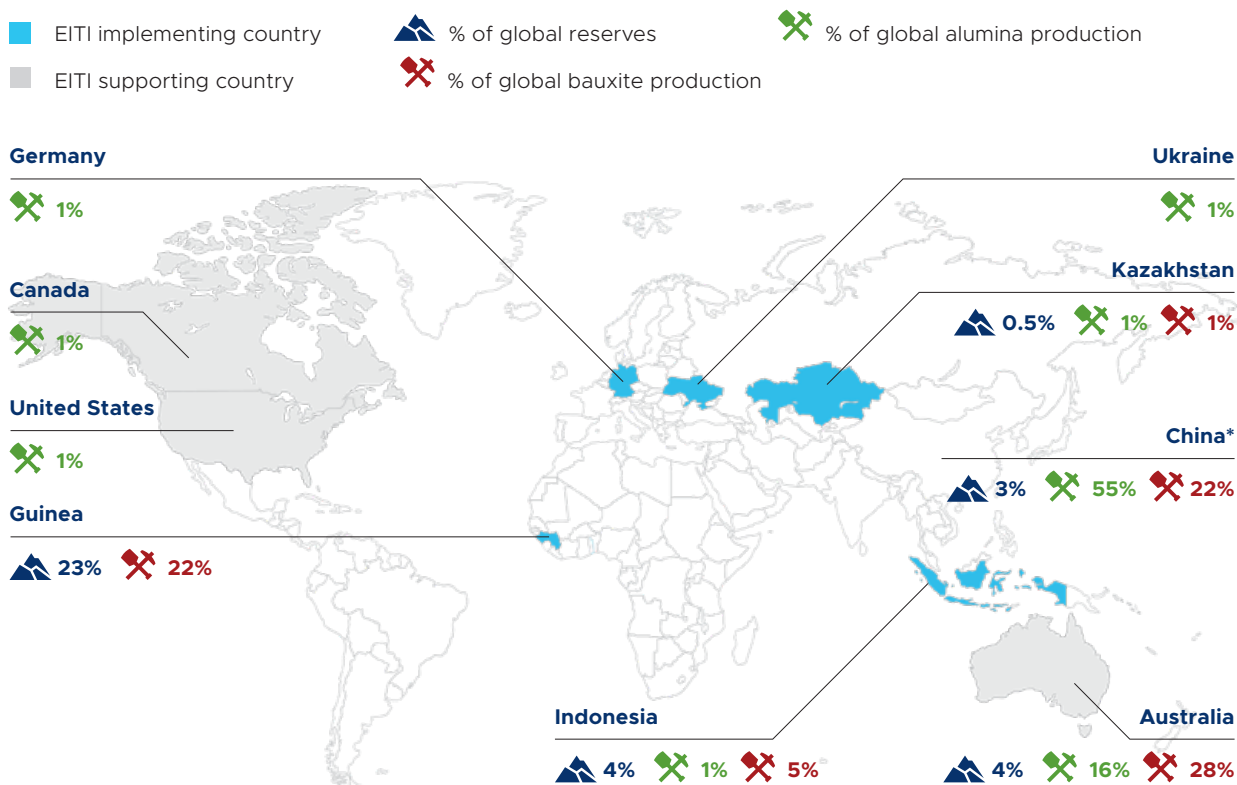 EITI implementing country
% of global reserves
% of global alumina production
EITI supporting country
% of global bauxite production
Germany
1%
Ukraine
1%
Canada
1%
Kazakhstan
0.5% 1% 1%
United States
1%
China*
3% 55% 22%
Guinea
23% 22%
Indonesia
4% 1% 5%
Australia
4% 16% 28%